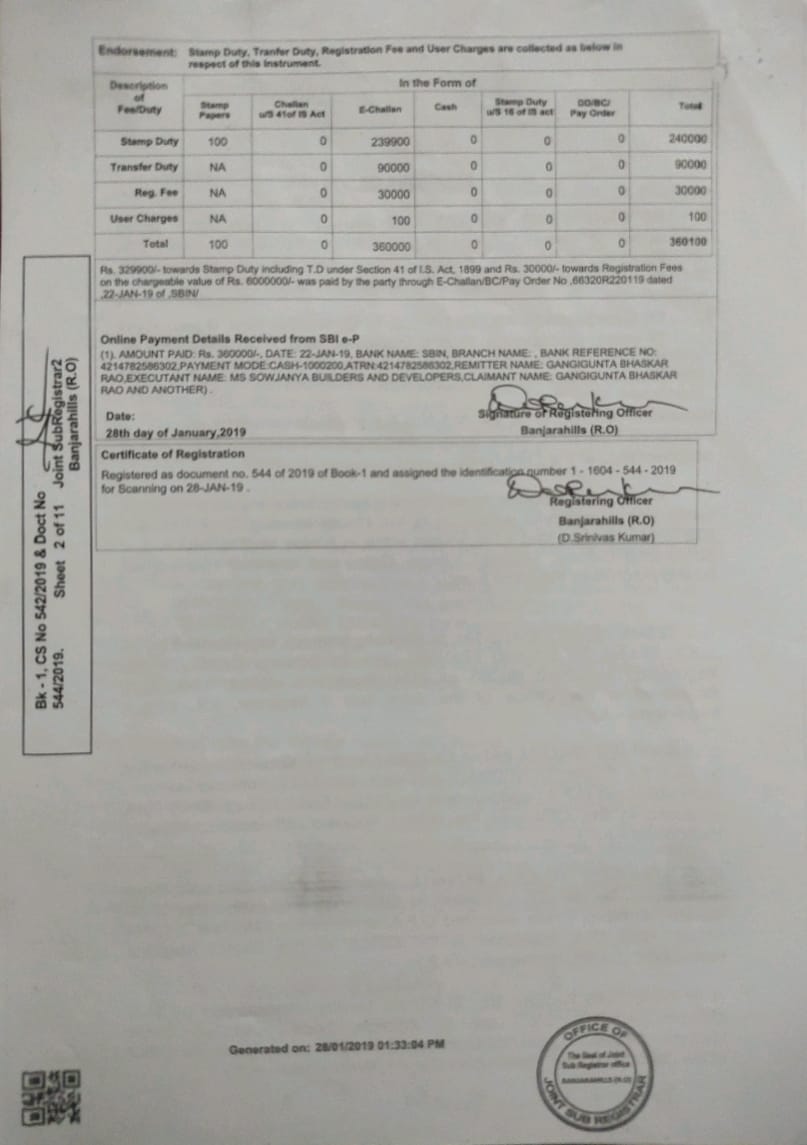 Endorsement: Stamp Duty, Tranfer Duty, Registration Fee and User Charges are collected as below in
respect of this Instrument.
Description of Fee/Duty In the Form of
Stamp Papers Challan u/S 41of IS Act E-Challan Cash Stamp Duty u/S 16 of IS act DD/BC/ Pay Order Total
Stamp Duty 100 0 239900 0 0 0 240000
Transfer Duty NA 0 90000 0 0 0 90000
Reg. Fee NA 0 30000 0 0 0 30000
User Charges NA 0 100 0 0 0 100
Total 100 0 360000 0 0 0 360100
Rs. 329900/- towards Stamp Duty including T.D under Section 41 of I.S. Act, 1899 and Rs. 30000/- towards Registration Fees
on the chargeable value of Rs. 6000000/- was paid by the party through E-Challan/BC/Pay Order No ,66320R220119 dated
,22-JAN-19 of ,SBIN/
Online Payment Details Received from SBI e-P
(1). AMOUNT PAID: Rs. 360000/-, DATE: 22-JAN-19, BANK NAME: SBIN, BRANCH NAME: , BANK REFERENCE NO:
4214782586302,PAYMENT MODE:CASH-1000200,ATRN:4214782586302,REMITTER NAME: GANGIGUNTA BHASKAR
RAO,EXECUTANT NAME: MS SOWJANYA BUILDERS AND DEVELOPERS,CLAIMANT NAME: GANGIGUNTA BHASKAR
RAO AND ANOTHER) .
Date:
Signature of Registering Officer
28th day of January,2019
Banjarahills (R.O)
Certificate of Registration
Registered as document no. 544 of 2019 of Book-1 and assigned the identification number 1 - 1604 - 544 - 2019
for Scanning on 28-JAN-19 .
Registering Officer
Banjarahills (R.O)
(D.Srinivas Kumar)
Bk - 1, CS No 542/2019 & Doct No
544/2019. Sheet 2 of 11 Joint SubRegistrar2
Banjarahills (R.O)
Generated on: 28/01/2019 01:33:04 PM
OFFICE OF
The Seal of Joint
Sub Registrar office
BANJARAHILLS (R.O)
JOINT SUB REGISTRAR